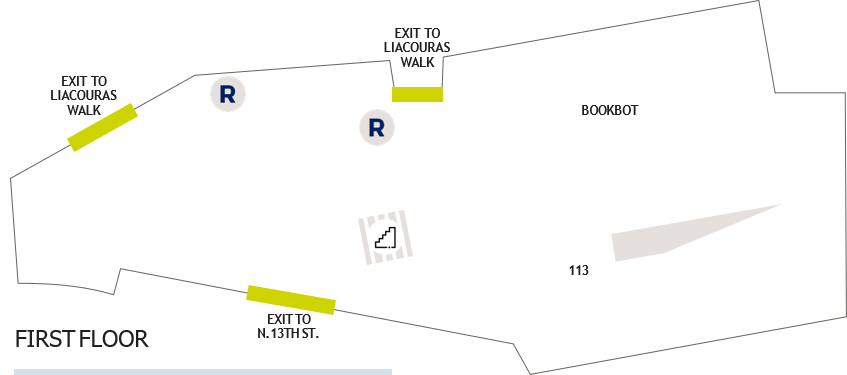 EXIT TO
LIACOURAS
WALK
EXIT TO
LIACOURAS
WALK
R
R
BOOKBOT
113
EXIT TO
N. 13TH ST.
FIRST FLOOR